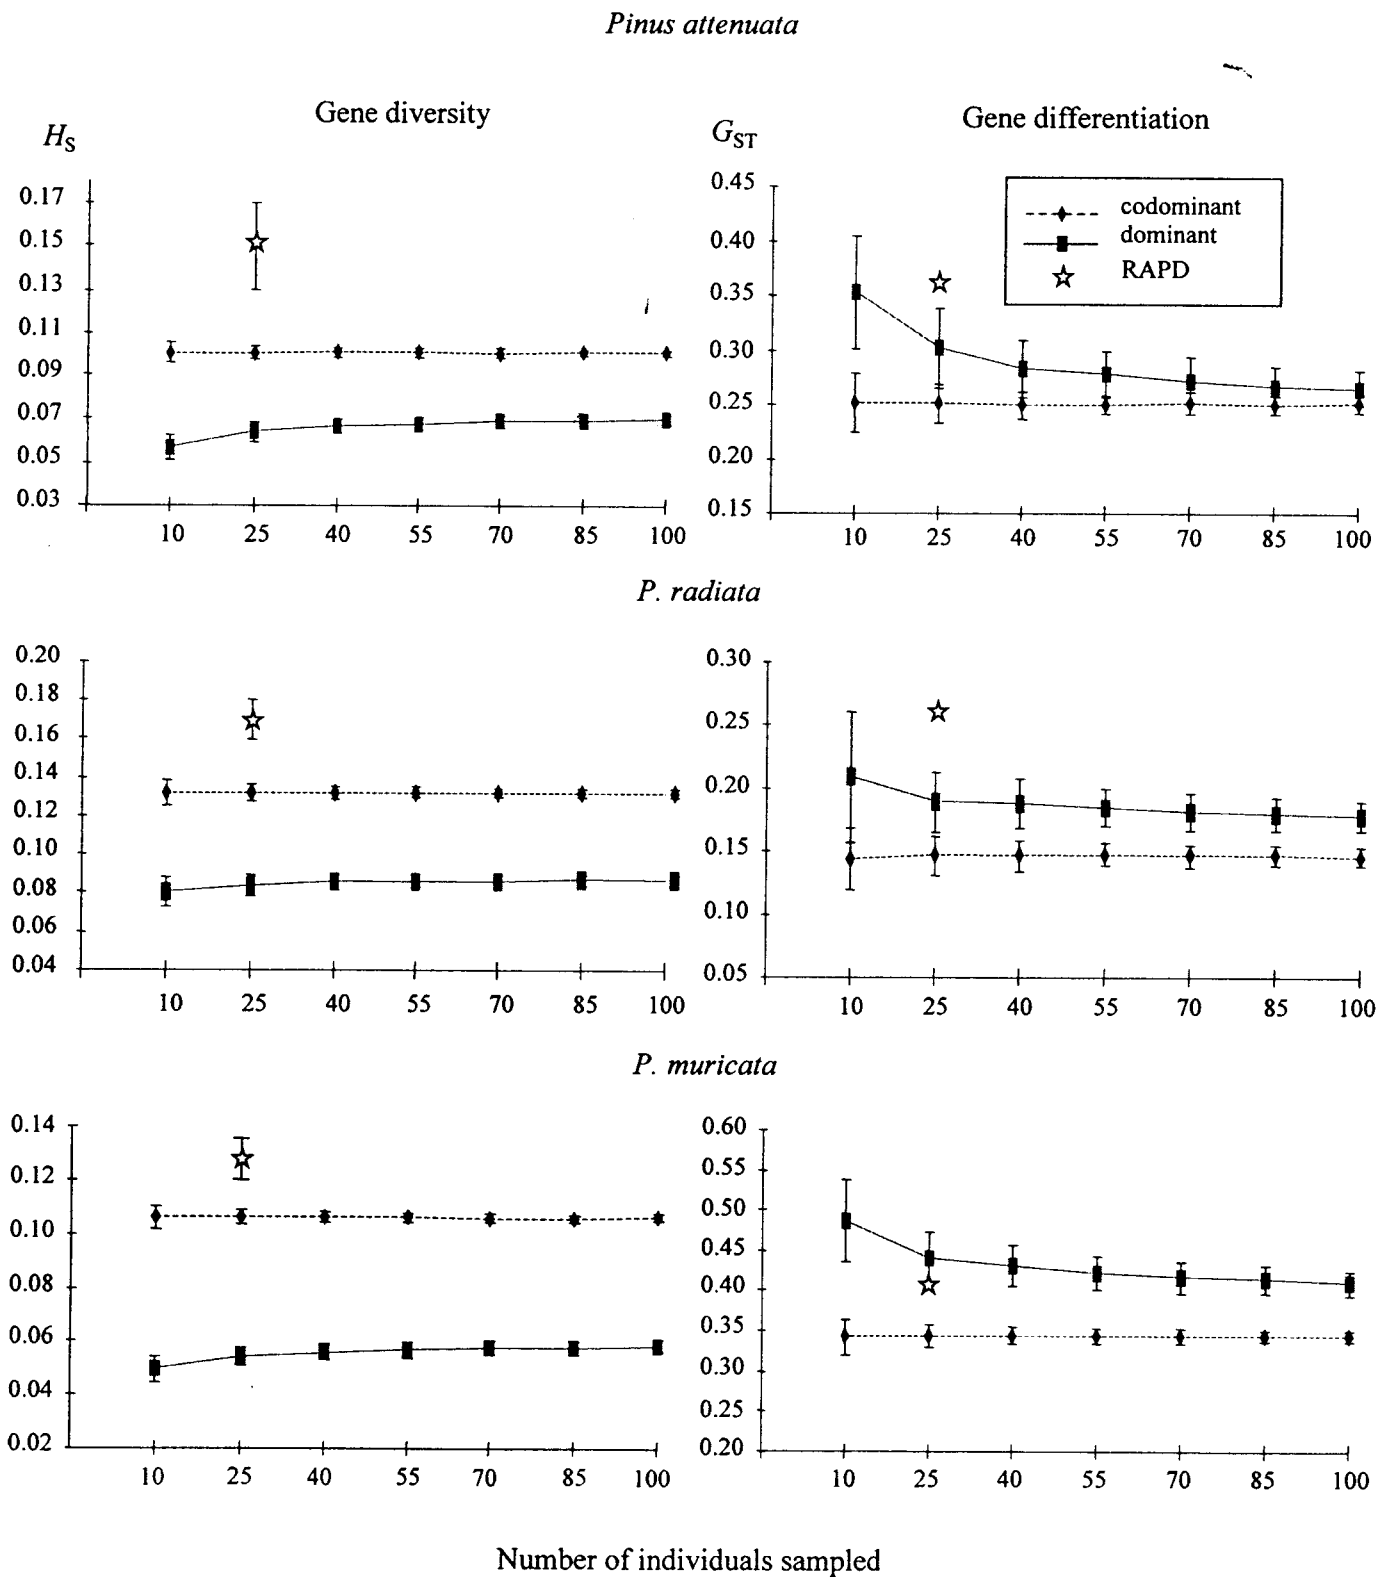 Pinus attenuata
Gene diversity
Gene differentiation
H_S
G_ST
0.17
0.15
0.13
0.11
0.09
0.07
0.05
0.03
10 25 40 55 70 85 100
0.45
0.40
0.35
0.30
0.25
0.20
0.15
10 25 40 55 70 85 100
codominant
dominant
RAPD
P. radiata
0.20
0.18
0.16
0.14
0.12
0.10
0.08
0.06
0.04
10 25 40 55 70 85 100
0.30
0.25
0.20
0.15
0.10
0.05
10 25 40 55 70 85 100
P. muricata
0.14
0.12
0.10
0.08
0.06
0.04
0.02
10 25 40 55 70 85 100
0.60
0.55
0.50
0.45
0.40
0.35
0.30
0.25
0.20
10 25 40 55 70 85 100
Number of individuals sampled